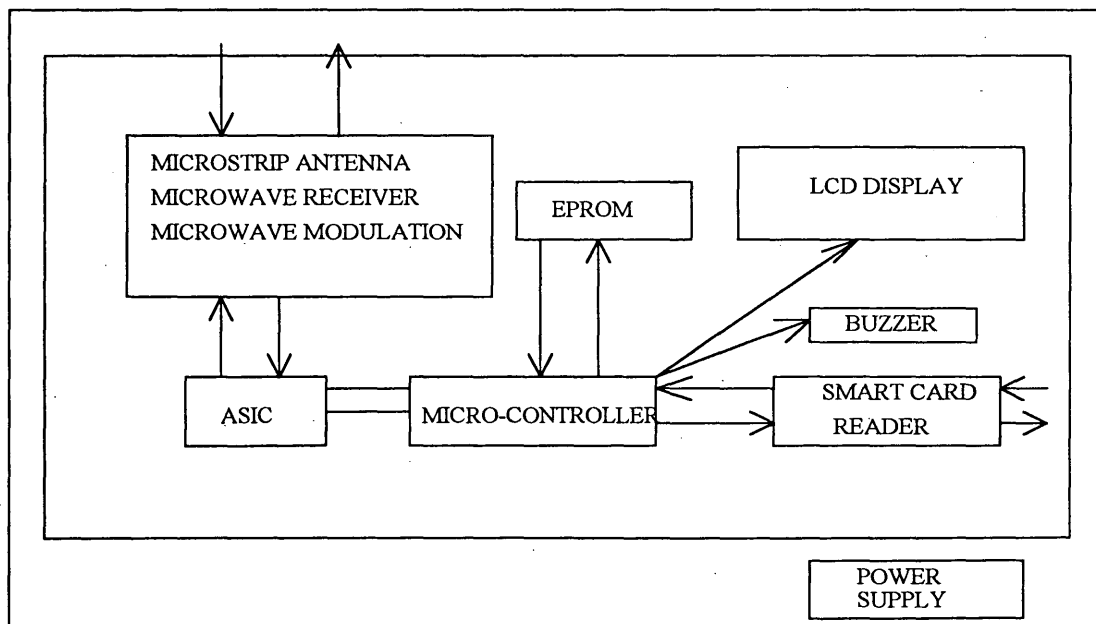 MICROSTRIP ANTENNA
MICROWAVE RECEIVER
MICROWAVE MODULATION
EPROM
LCD DISPLAY
BUZZER
ASIC
MICRO-CONTROLLER
SMART CARD
READER
POWER
SUPPLY